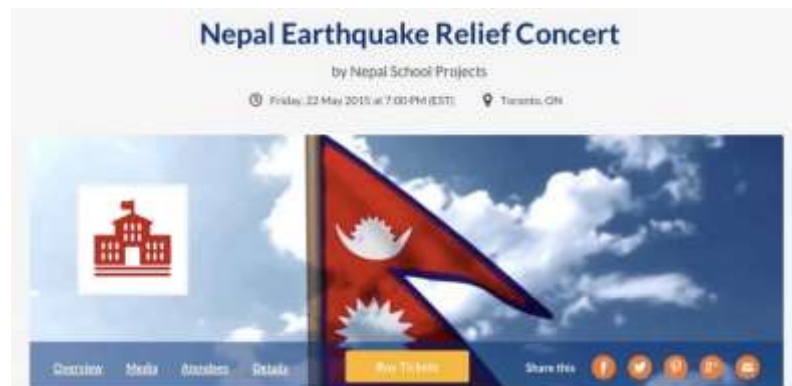 Nepal Earthquake Relief Concert
by Nepal School Projects
Friday, 22 May 2015 at 7:00 PM (EST) Toronto, ON
Overview Media Attendees Details Buy Tickets Share this